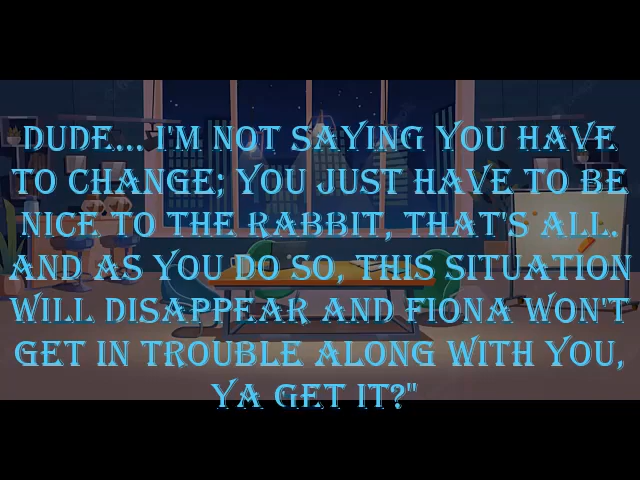 DUDE... I'M NOT SAYING YOU HAVE
TO CHANGE; YOU JUST HAVE TO BE
NICE TO THE RABBIT, THAT'S ALL.
AND AS YOU DO SO, THIS SITUATION
WILL DISAPPEAR AND FIONA WON'T
GET IN TROUBLE ALONG WITH YOU,
YA GET IT?"